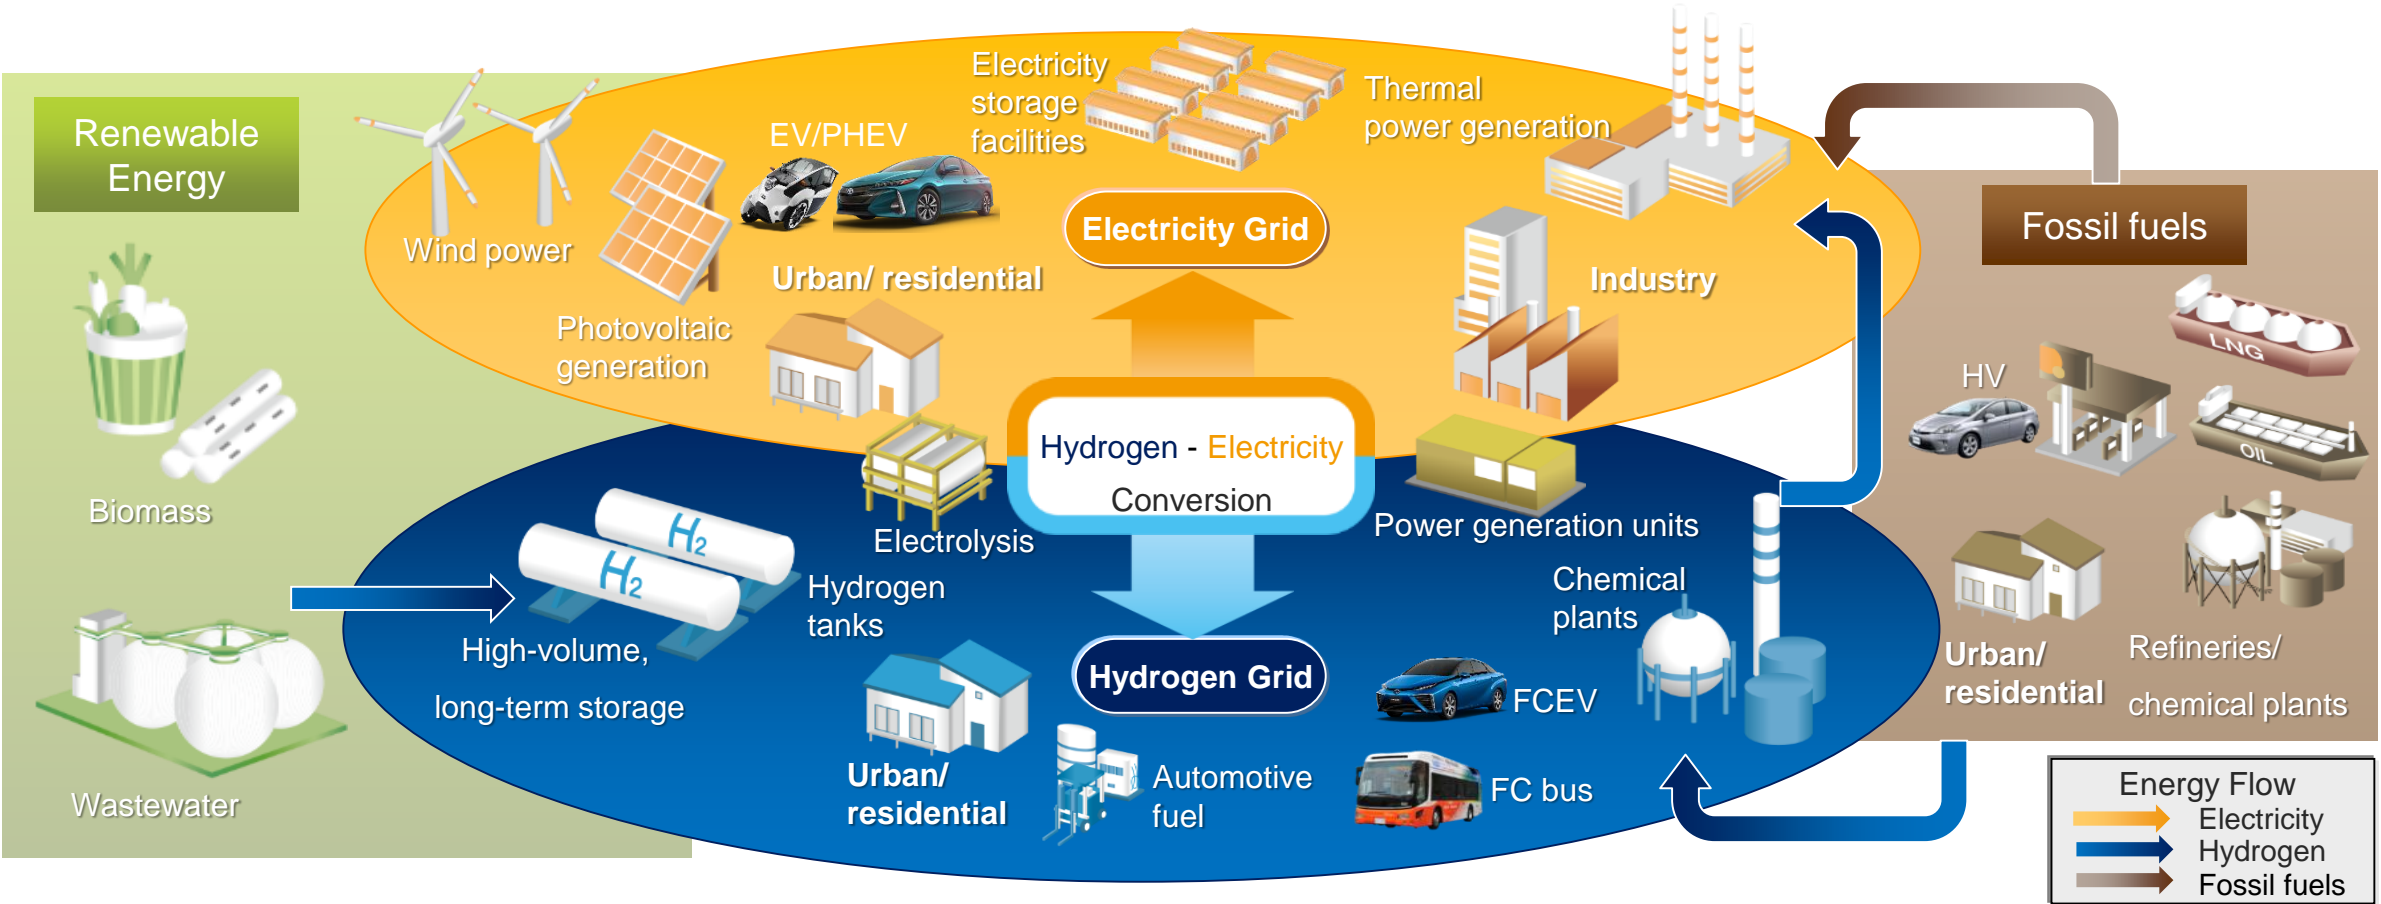 Renewable
Energy
Wind power
Photovoltaic
generation
EV/PHEV
Electricity
storage
facilities
Thermal
power generation
Electricity Grid
Urban/ residential
Industry
Fossil fuels
LNG
HV
OIL
Biomass
Hydrogen - Electricity
Conversion
Electrolysis
Power generation units
H2
H2
Hydrogen
tanks
High-volume,
long-term storage
Chemical
plants
Hydrogen Grid
FCEV
Urban/
residential
Automotive
fuel
FC bus
Urban/
residential
Refineries/
chemical plants
Wastewater
Energy Flow
Electricity
Hydrogen
Fossil fuels